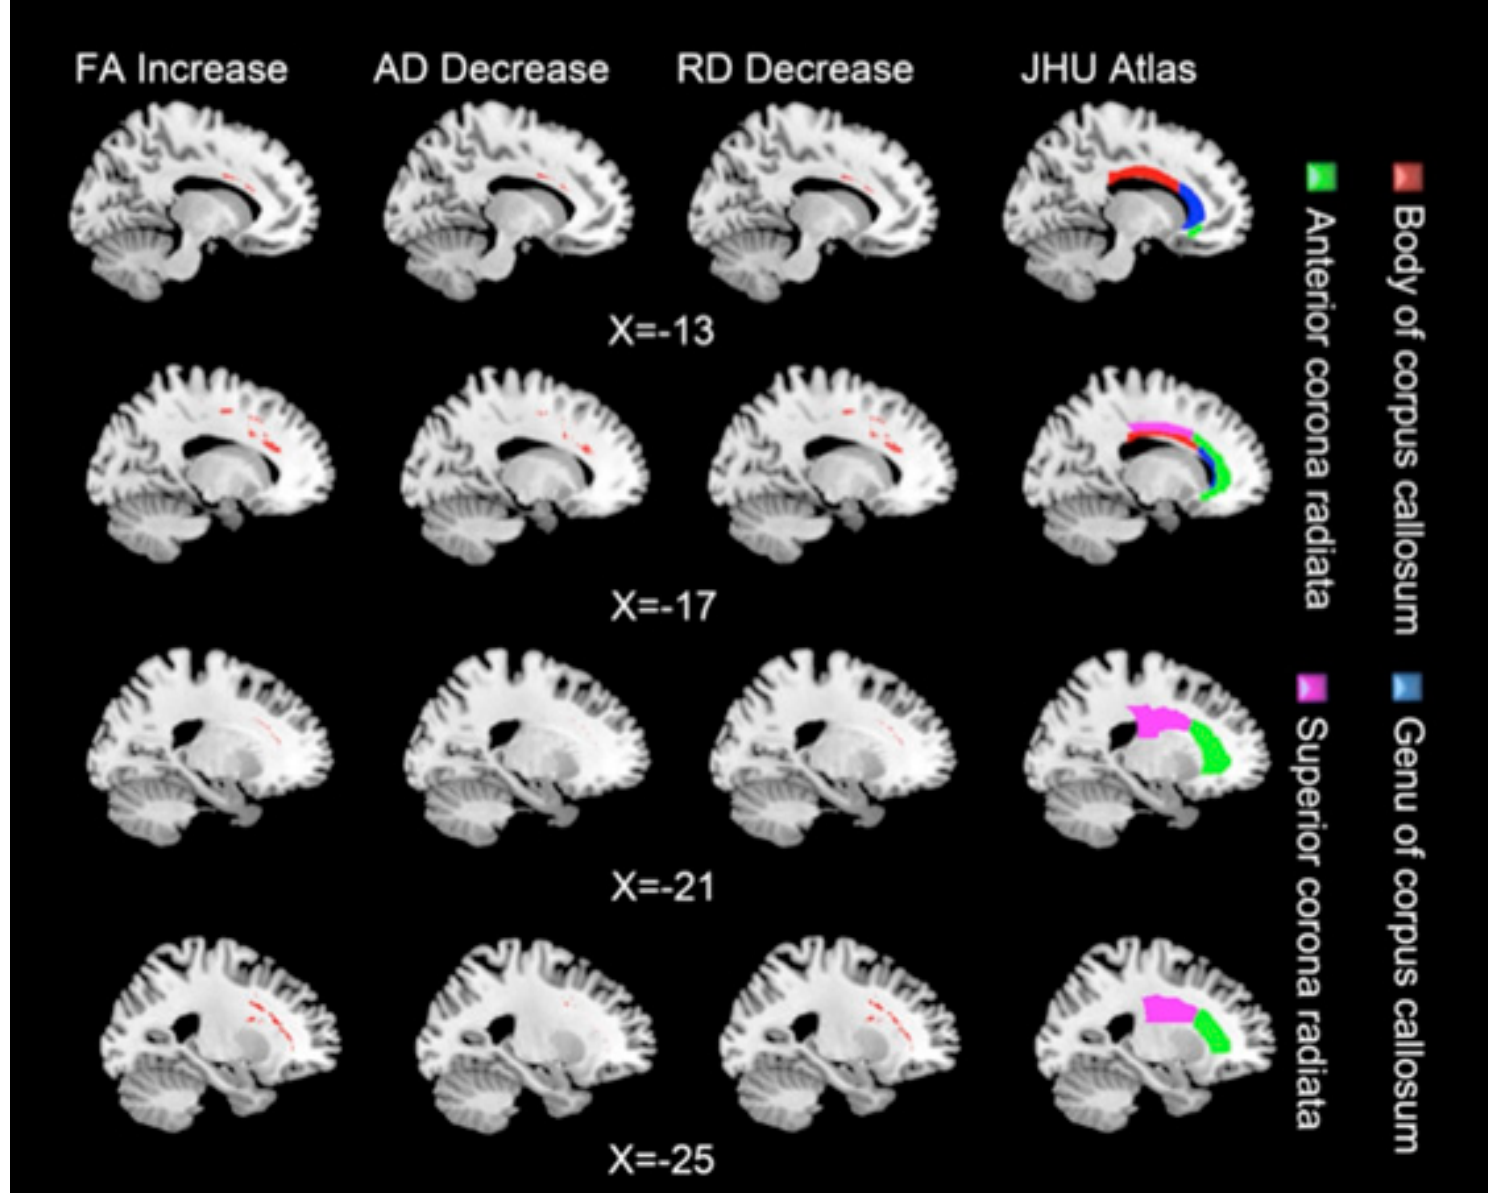 FA Increase
AD Decrease
RD Decrease
JHU Atlas
X=-13
X=-17
X=-21
X=-25
Body of corpus callosum
Genu of corpus callosum
Anterior corona radiata
Superior corona radiata